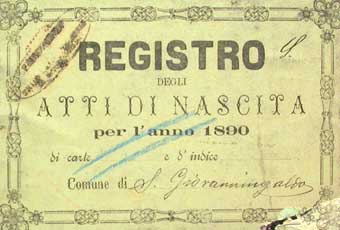 REGISTRO
DEGLI
ATTI DI NASCITA
per l'anno 1890
di carte e d'indice
Comune di S. Giovanningaldo